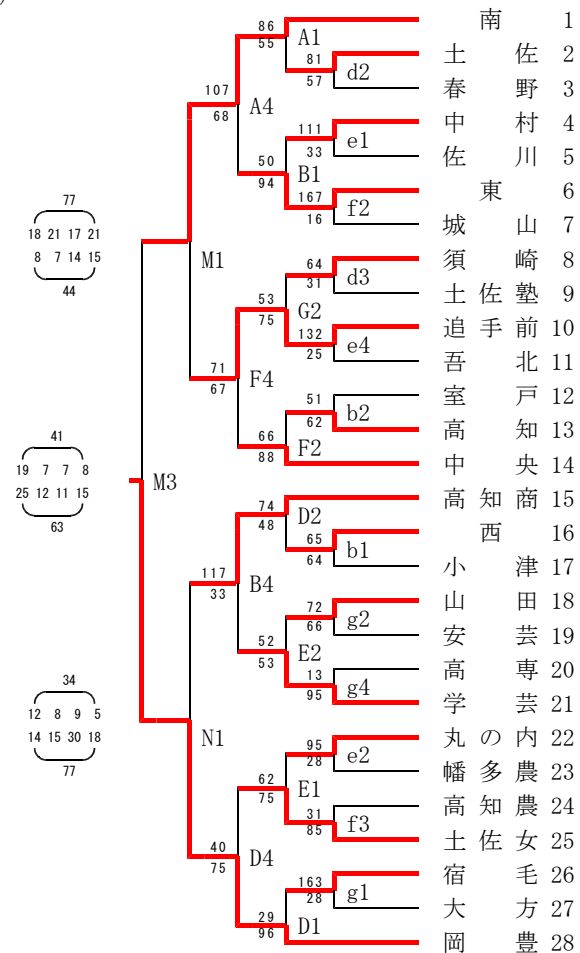 )
86 南 1
55 A1
81 土佐 2
57 d2
春野 3
107
68 A4
111 中村 4
33 e1
佐川 5
50
94 B1
167 東 6
16 f2
城山 7
77
18 21 17 21
8 7 14 15
44
M1
64 須崎 8
31 d3
土佐塾 9
53
75 G2
132 追手前 10
25 e4
吾北 11
71
67 F4
51 室戸 12
62 b2
高知 13
66
88 F2
中央 14
41
19 7 7 8
25 12 11 15
63
M3
74 高知商 15
48 D2
65 西 16
64 b1
小津 17
117
33 B4
72 山田 18
66 g2
安芸 19
52
53 E2
13 高専 20
95 g4
学芸 21
34
12 8 9 5
14 15 30 18
77
N1
95 丸の内 22
28 e2
幡多農 23
62
75 E1
31 高知農 24
85 f3
土佐女 25
40
75 D4
163 宿毛 26
28 g1
大方 27
29
96 D1
岡豊 28